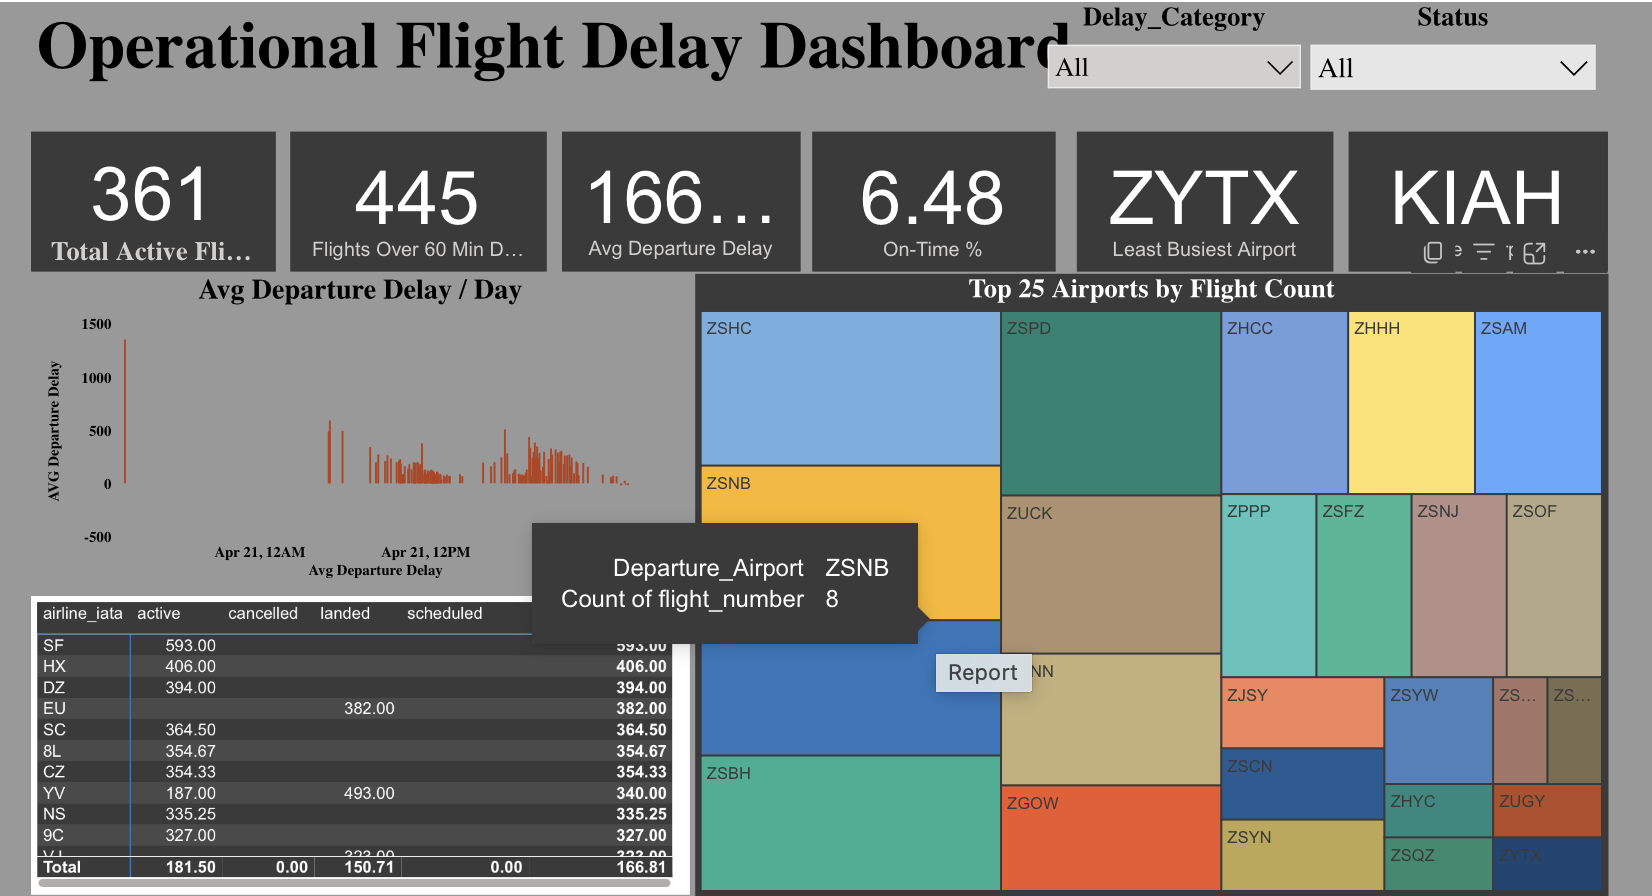 Operational Flight Delay Dashboard
Delay_Category
Status
All
All
361
Total Active Fli…
445
Flights Over 60 Min D…
166…
Avg Departure Delay
6.48
On-Time %
ZYTX
Least Busiest Airport
KIAH
Avg Departure Delay / Day
AVG Departure Delay
1500
1000
500
0
-500
Apr 21, 12AM
Apr 21, 12PM
Avg Departure Delay
Top 25 Airports by Flight Count
ZSHC
ZSPD
ZHCC
ZHHH
ZSAM
ZSNB
ZUCK
ZPPP
ZSFZ
ZSNJ
ZSOF
Departure_Airport ZSNB
Count of flight_number 8
Report
NN
ZJSY
ZSYW
ZS…
ZS…
ZSBH
ZGOW
ZSCN
ZHYC
ZUGY
ZSYN
ZSQZ
ZYTX
airline_iata active cancelled landed scheduled
SF 593.00 593.00
HX 406.00 406.00
DZ 394.00 394.00
EU 382.00 382.00
SC 364.50 364.50
8L 354.67 354.67
CZ 354.33 354.33
YV 187.00 493.00 340.00
NS 335.25 335.25
9C 327.00 327.00
323.00 323.00
Total 181.50 0.00 150.71 0.00 166.81